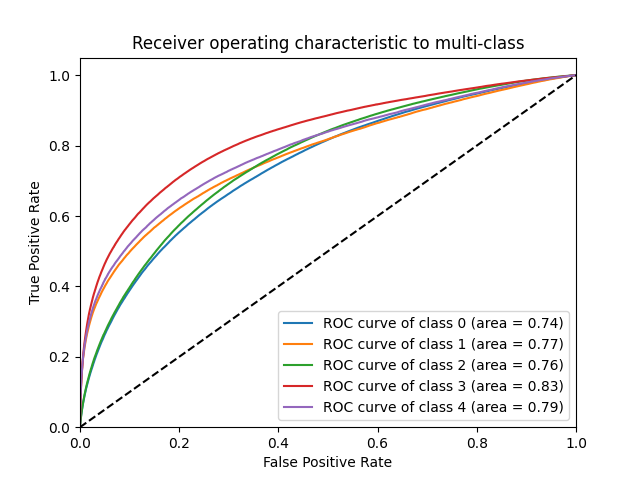 Receiver operating characteristic to multi-class
1.0
0.8
0.6
0.4
0.2
0.0
True Positive Rate
ROC curve of class 0 (area = 0.74)
ROC curve of class 1 (area = 0.77)
ROC curve of class 2 (area = 0.76)
ROC curve of class 3 (area = 0.83)
ROC curve of class 4 (area = 0.79)
0.0 0.2 0.4 0.6 0.8 1.0
False Positive Rate